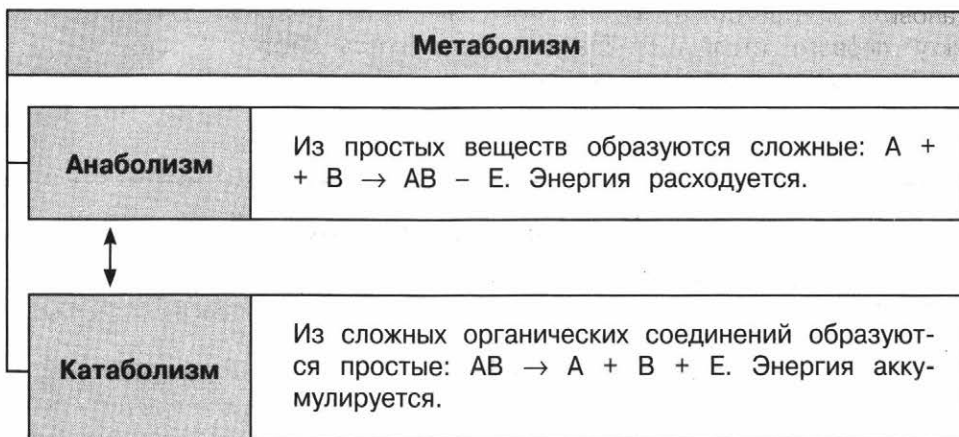 Метаболизм
Анаболизм
Из простых веществ образуются сложные: А +
+ В → АВ – Е. Энергия расходуется.
Катаболизм
Из сложных органических соединений образуют-
ся простые: АВ → А + В + Е. Энергия акку-
мулируется.